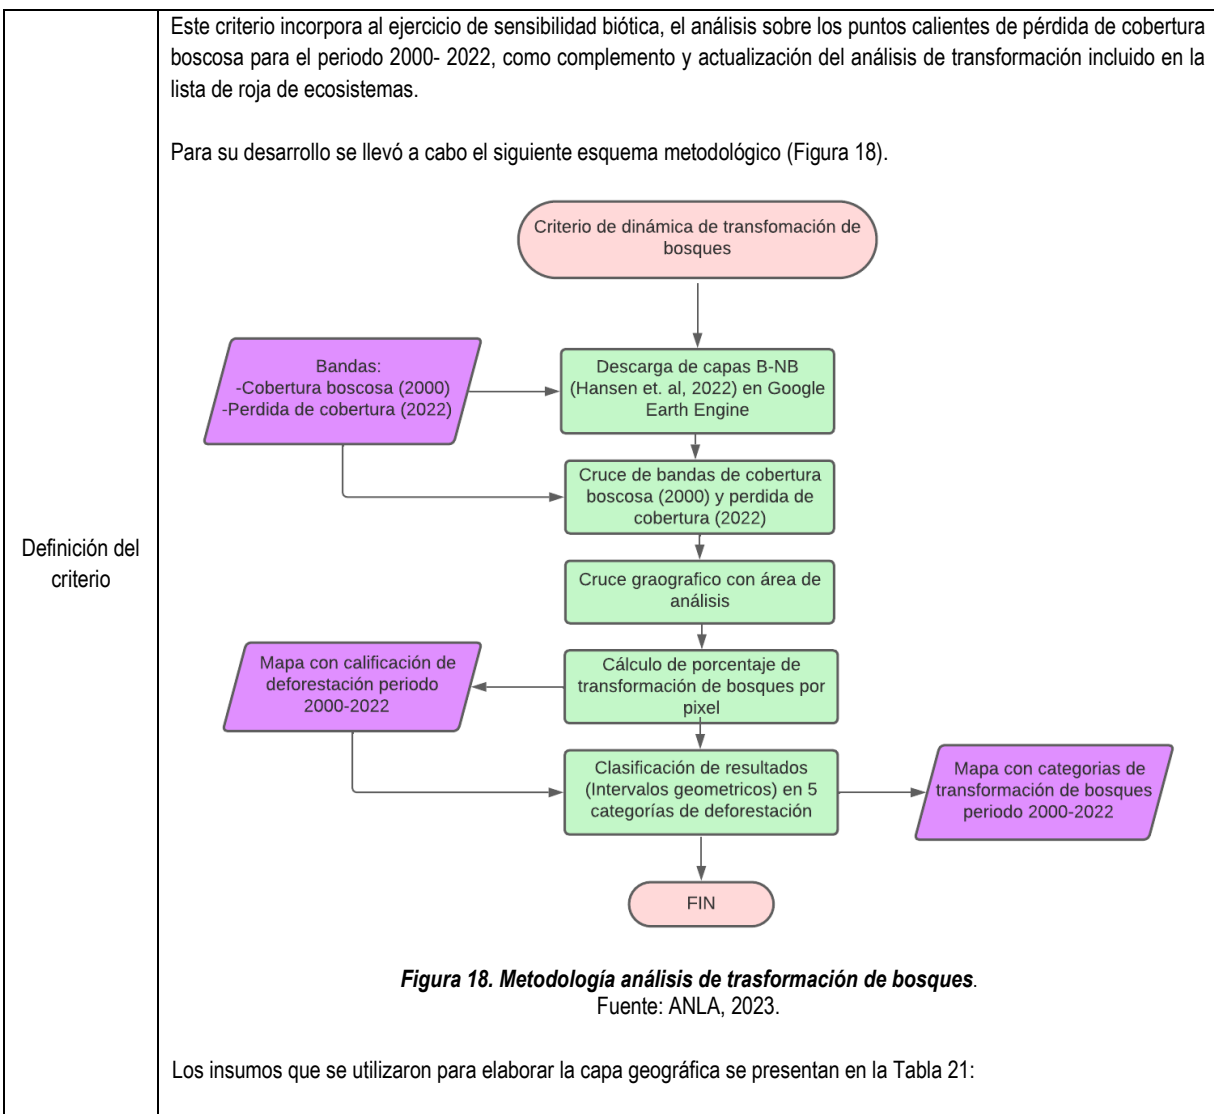 Este criterio incorpora al ejercicio de sensibilidad biótica, el análisis sobre los puntos calientes de pérdida de cobertura
boscosa para el periodo 2000- 2022, como complemento y actualización del análisis de transformación incluido en la
lista de roja de ecosistemas.
Para su desarrollo se llevó a cabo el siguiente esquema metodológico (Figura 18).
Criterio de dinámica de transfomación de
bosques
Bandas:
-Cobertura boscosa (2000)
-Perdida de cobertura (2022)
Descarga de capas B-NB
(Hansen et. al, 2022) en Google
Earth Engine
Cruce de bandas de cobertura
boscosa (2000) y perdida de
cobertura (2022)
Definición del
criterio
Cruce graografico con área de
análisis
Mapa con calificación de
deforestación periodo
2000-2022
Cálculo de porcentaje de
transformación de bosques por
pixel
Clasificación de resultados
(Intervalos geometricos) en 5
categorías de deforestación
Mapa con categorias de
transformación de bosques
periodo 2000-2022
FIN
Figura 18. Metodología análisis de trasformación de bosques.
Fuente: ANLA, 2023.
Los insumos que se utilizaron para elaborar la capa geográfica se presentan en la Tabla 21: